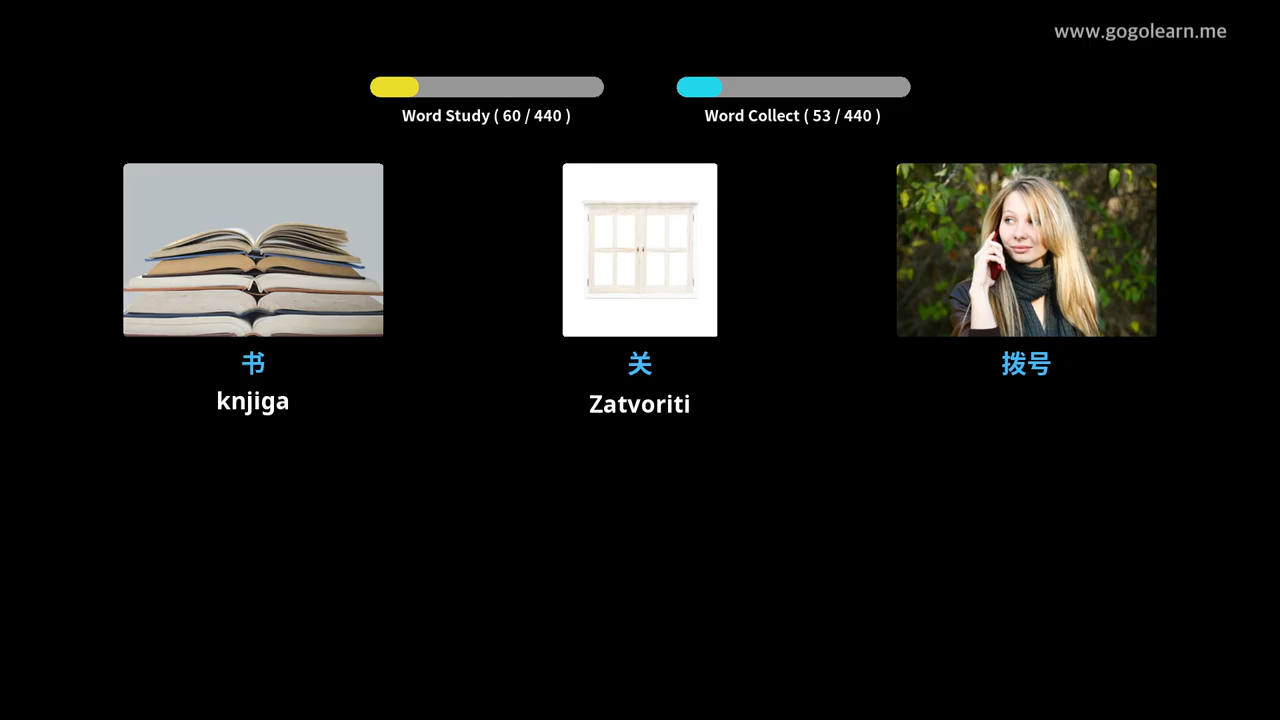 www.gogolearn.me
Word Study ( 60 / 440 )
Word Collect ( 53 / 440 )
书
关
拨号
knjiga
Zatvoriti